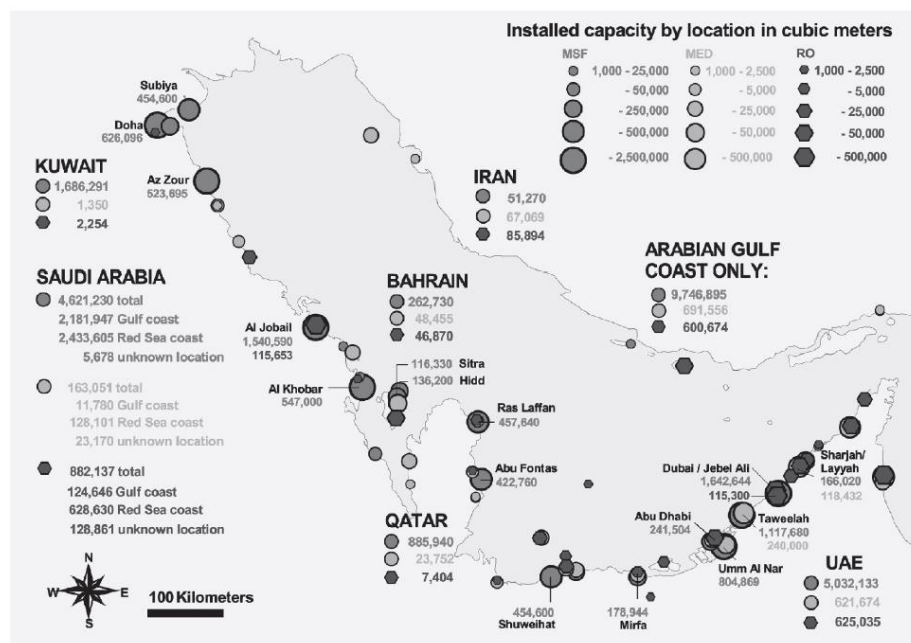 Installed capacity by location in cubic meters
MSF MED RO
1,000 - 25,000 1,000 - 2,500 1,000 - 2,500
- 50,000 - 5,000 - 5,000
- 250,000 - 25,000 - 25,000
- 500,000 - 50,000 - 50,000
- 2,500,000 - 500,000 - 500,000
Subiya
454,600
Doha
626,096
KUWAIT
1,686,291
1,350
2,254
Az Zour
523,695
IRAN
51,270
67,069
85,894
ARABIAN GULF
COAST ONLY:
9,746,895
691,556
600,674
SAUDI ARABIA
4,621,230 total
2,181,947 Gulf coast
2,433,605 Red Sea coast
5,678 unknown location
163,051 total
11,780 Gulf coast
128,101 Red Sea coast
23,170 unknown location
882,137 total
124,646 Gulf coast
628,630 Red Sea coast
128,861 unknown location
BAHRAIN
262,730
48,455
46,870
Al Jobail
1,540,590
115,653
116,330 Sitra
136,200 Hidd
Al Khobar
547,000
Ras Laffan
457,640
Abu Fontas
422,760
QATAR
885,940
23,752
7,404
Dubai / Jebel Ali
1,642,644
115,300
Sharjah/
Layyah
166,020
118,432
Abu Dhabi
241,504
Taweelah
1,117,680
240,000
Umm Al Nar
804,869
UAE
5,032,133
621,674
625,035
454,600
Shuweihat
178,944
Mirfa
N
W E
S
100 Kilometers